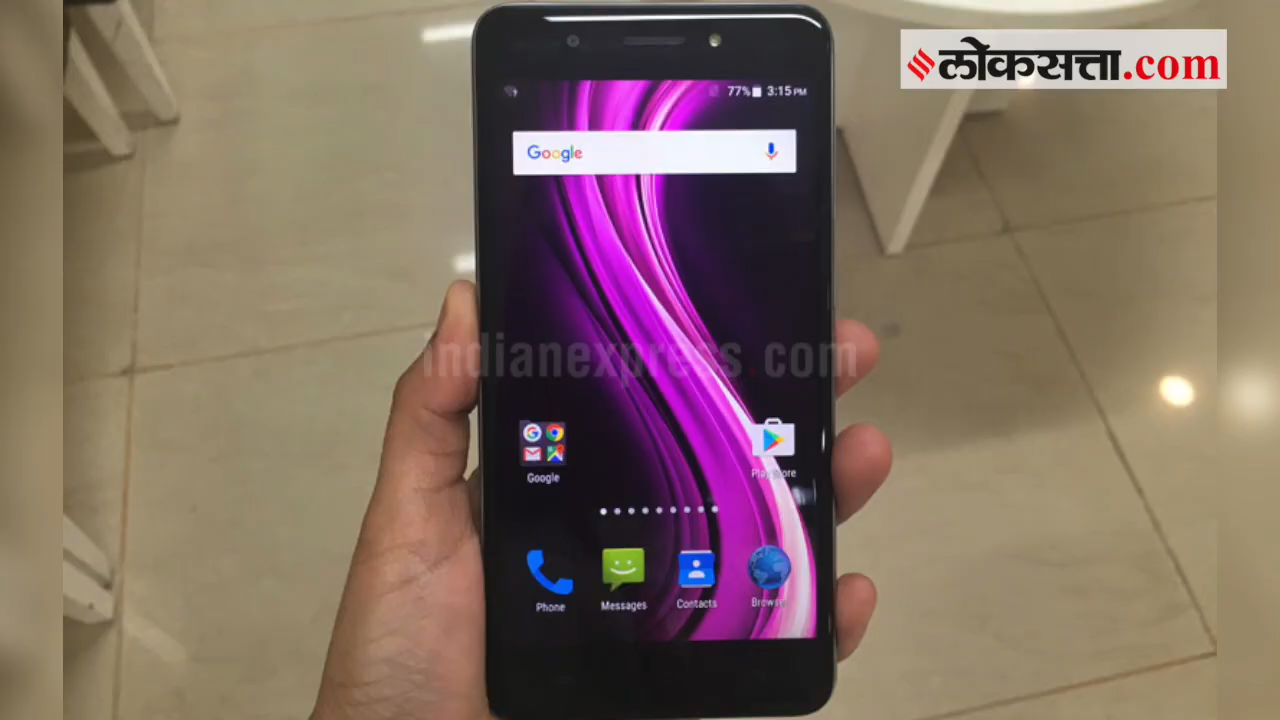 लोकसत्ता.com
77% 3:15 PM
Google
indianexpress.com
Google
Play Store
Phone Messages Contacts Browser